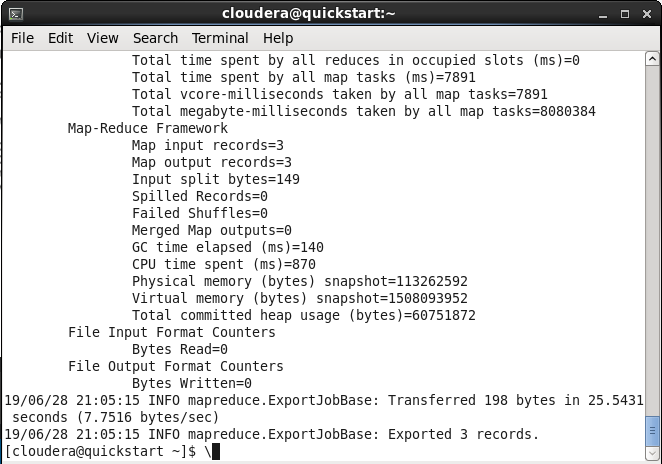 cloudera@quickstart:~
File Edit View Search Terminal Help
Total time spent by all reduces in occupied slots (ms)=0
Total time spent by all map tasks (ms)=7891
Total vcore-milliseconds taken by all map tasks=7891
Total megabyte-milliseconds taken by all map tasks=8080384
Map-Reduce Framework
Map input records=3
Map output records=3
Input split bytes=149
Spilled Records=0
Failed Shuffles=0
Merged Map outputs=0
GC time elapsed (ms)=140
CPU time spent (ms)=870
Physical memory (bytes) snapshot=113262592
Virtual memory (bytes) snapshot=1508093952
Total committed heap usage (bytes)=60751872
File Input Format Counters
Bytes Read=0
File Output Format Counters
Bytes Written=0
19/06/28 21:05:15 INFO mapreduce.ExportJobBase: Transferred 198 bytes in 25.5431
seconds (7.7516 bytes/sec)
19/06/28 21:05:15 INFO mapreduce.ExportJobBase: Exported 3 records.
[cloudera@quickstart ~]$ \